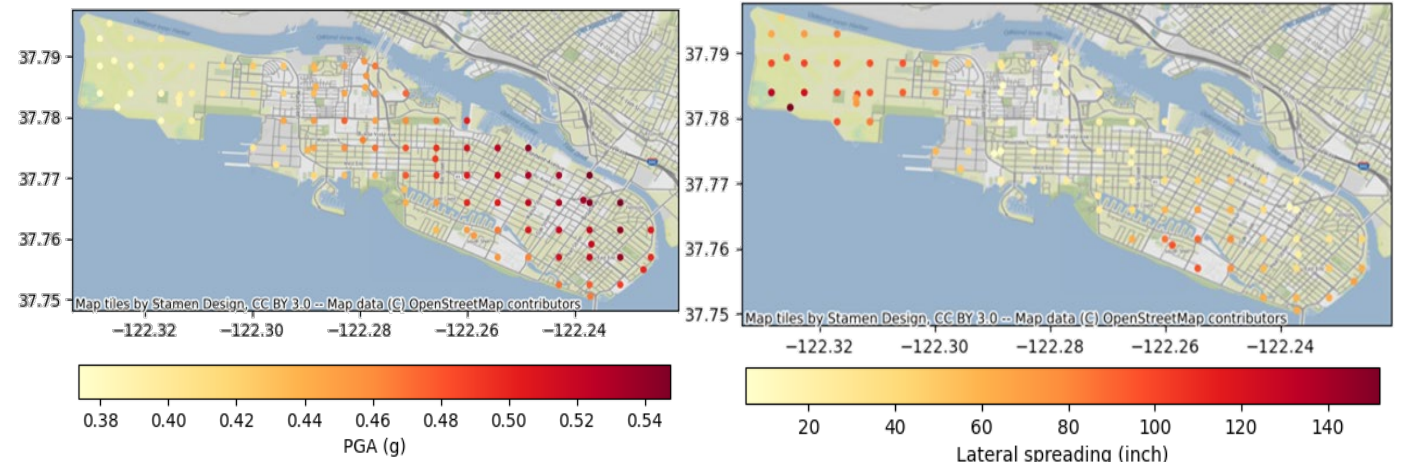 37.79
37.78
37.77
37.76
37.75
Map tiles by Stamen Design, CC BY 3.0 -- Map data (C) OpenStreetMap contributors
−122.32 −122.30 −122.28 −122.26 −122.24
0.38 0.40 0.42 0.44 0.46 0.48 0.50 0.52 0.54
PGA (g)
37.79
37.78
37.77
37.76
37.75
Map tiles by Stamen Design, CC BY 3.0 -- Map data (C) OpenStreetMap contributors
−122.32 −122.30 −122.28 −122.26 −122.24
20 40 60 80 100 120 140
Lateral spreading (inch)